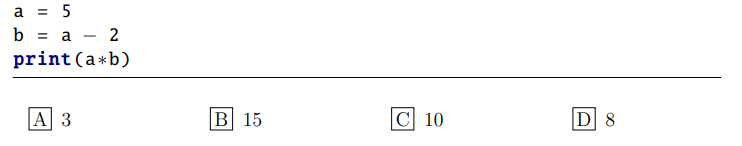 a = 5
b = a − 2
print(a*b)
A 3 B 15 C 10 D 8